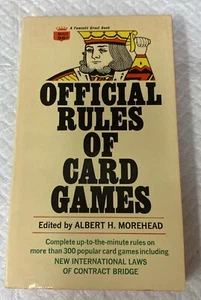 A Fawcett Crest Book
OFFICIAL
RULES
OF
CARD
GAMES
Edited by ALBERT H. MOREHEAD
Complete up-to-the-minute rules on
more than 300 popular card games including
NEW INTERNATIONAL LAWS
OF CONTRACT BRIDGE